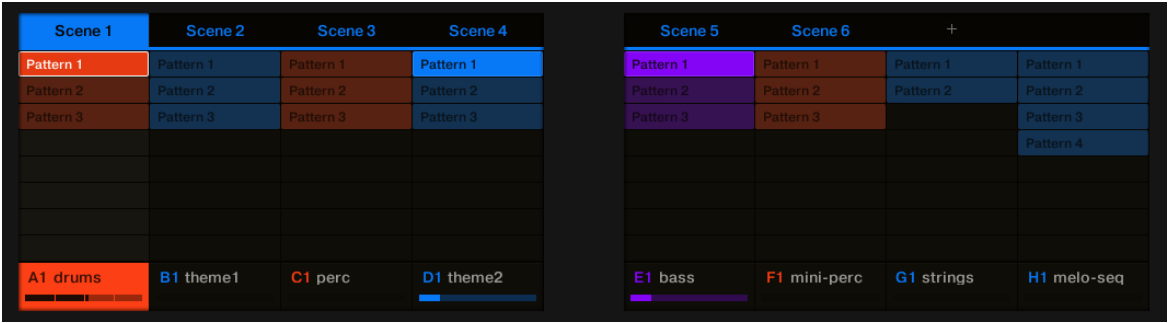 Scene 1 Scene 2 Scene 3 Scene 4 Scene 5 Scene 6 +
Pattern 1 Pattern 1 Pattern 1 Pattern 1 Pattern 1 Pattern 1 Pattern 1 Pattern 1
Pattern 2 Pattern 2 Pattern 2 Pattern 2 Pattern 2 Pattern 2 Pattern 2 Pattern 2
Pattern 3 Pattern 3 Pattern 3 Pattern 3 Pattern 3 Pattern 3 Pattern 3
Pattern 4
A1 drums B1 theme1 C1 perc D1 theme2 E1 bass F1 mini-perc G1 strings H1 melo-seq